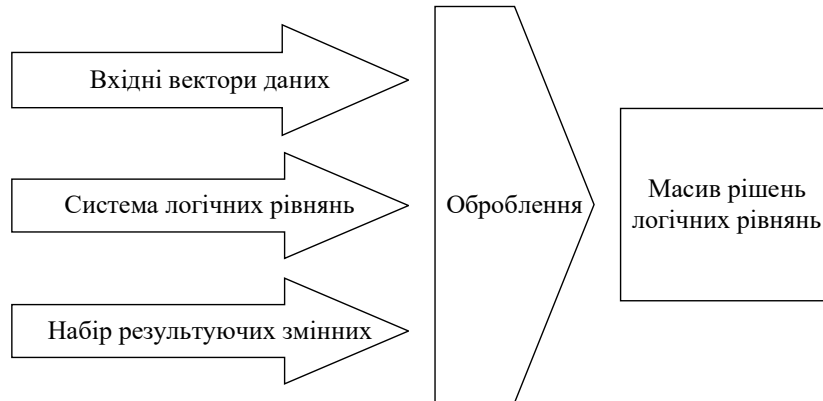 Вхідні вектори даних
Система логічних рівнянь
Набір результуючих змінних
Оброблення
Масив рішень
логічних рівнянь